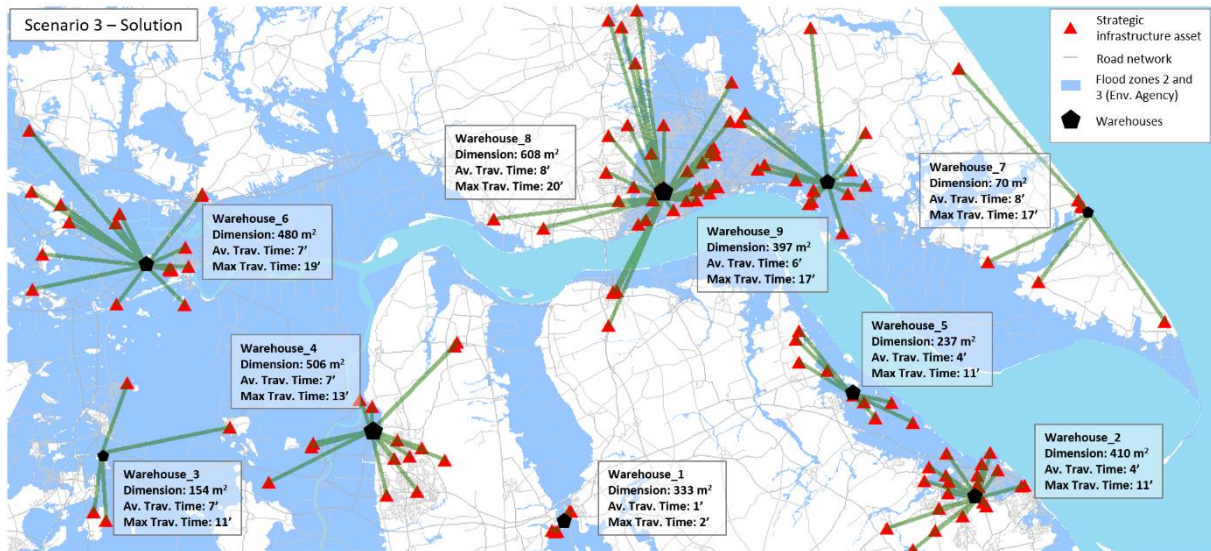 Scenario 3 – Solution
Strategic
infrastructure asset
Road network
Flood zones 2 and
3 (Env. Agency)
Warehouses
Warehouse_8
Dimension: 608 m²
Av. Trav. Time: 8’
Max Trav. Time: 20’
Warehouse_7
Dimension: 70 m²
Av. Trav. Time: 8’
Max Trav. Time: 17’
Warehouse_6
Dimension: 480 m²
Av. Trav. Time: 7’
Max Trav. Time: 19’
Warehouse_9
Dimension: 397 m²
Av. Trav. Time: 6’
Max Trav. Time: 17’
Warehouse_5
Dimension: 237 m²
Av. Trav. Time: 4’
Max Trav. Time: 11’
Warehouse_4
Dimension: 506 m²
Av. Trav. Time: 7’
Max Trav. Time: 13’
Warehouse_2
Dimension: 410 m²
Av. Trav. Time: 4’
Max Trav. Time: 11’
Warehouse_3
Dimension: 154 m²
Av. Trav. Time: 7’
Max Trav. Time: 11’
Warehouse_1
Dimension: 333 m²
Av. Trav. Time: 1’
Max Trav. Time: 2’